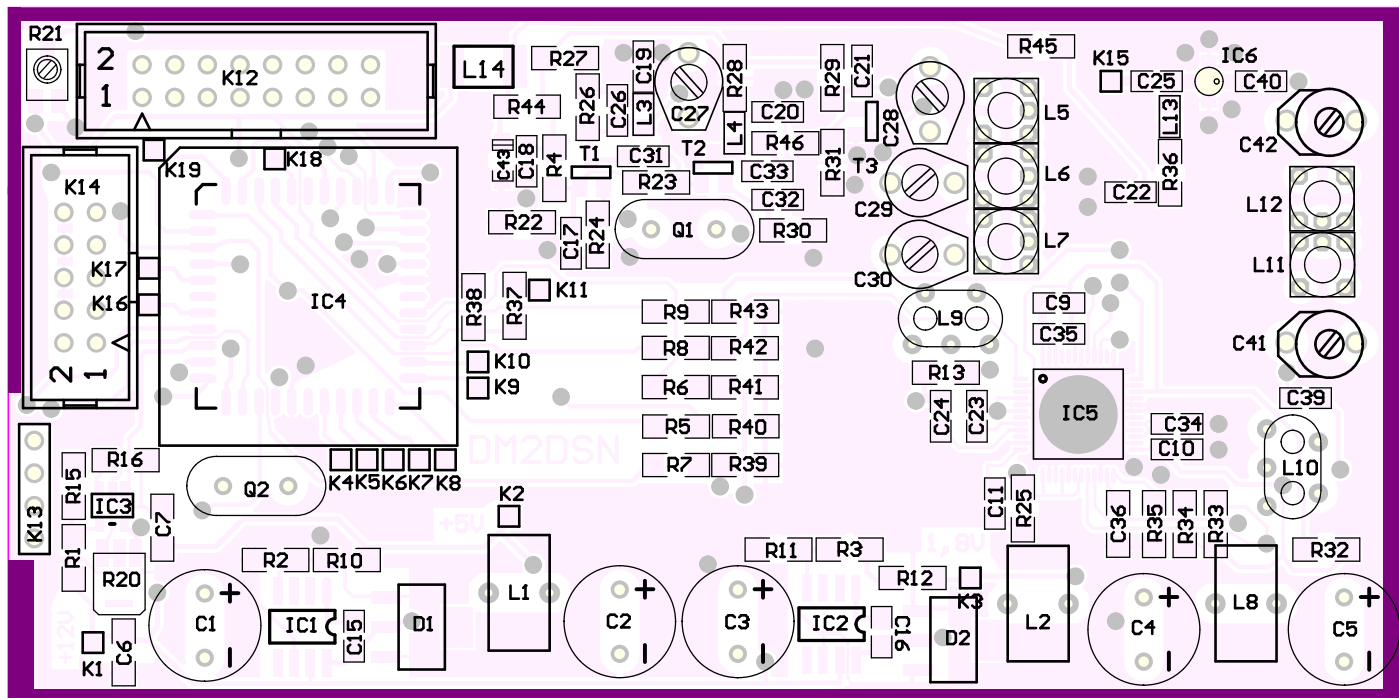 R21
2
1
K12
L14
R27
C19
R28
R29
C21
R45
K15
IC6
C25
C40
R44
R26
C26
L3
C27
L4
C20
R46
R31
C28
L5
L13
C42
K19
K18
C43
C18
R4
T1
C31
T2
C33
R23
C32
T3
C29
L6
C22
R36
K14
L12
R22
C17
R24
Q1
R30
L7
L11
K17
K16
IC4
R38
R37
K11
C30
L9
C9
C35
R9
R43
R8
R42
K10
K9
R6
R41
R13
C41
2
1
C24
C23
IC5
C39
R5
R40
C34
C10
DM2DSN
R16
R15
R7
R39
L10
K4
K5
K6
K7
K8
Q2
K13
IC3
C7
K2
+5V
C11
R25
C36
R35
R34
R33
R1
R2
R10
R11
R3
1,8V
R32
R20
R12
K3
L1
+12V
C6
K1
C1
+
-
IC1
C15
D1
C2
+
-
C3
+
-
IC2
C16
D2
L2
C4
+
-
L8
C5
+
-